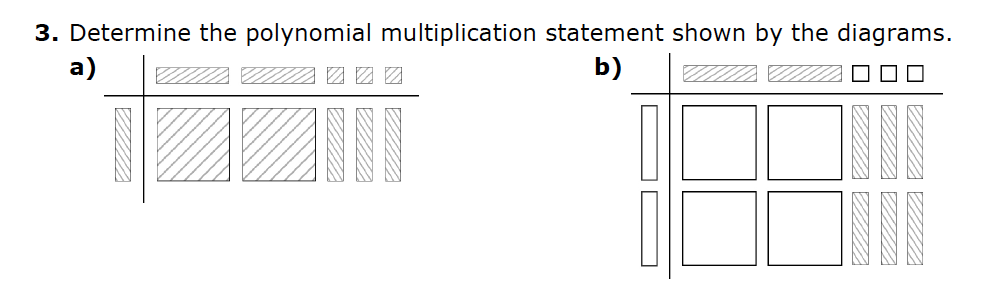 3. Determine the polynomial multiplication statement shown by the diagrams.
a)
b)